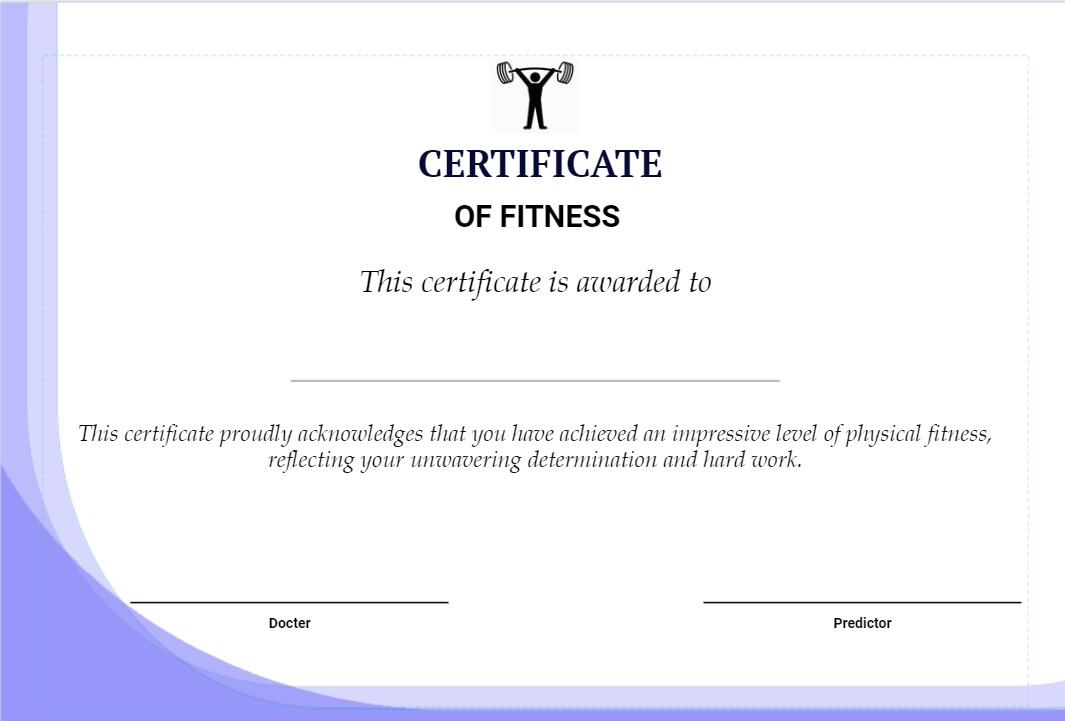 CERTIFICATE
OF FITNESS
This certificate is awarded to
This certificate proudly acknowledges that you have achieved an impressive level of physical fitness,
reflecting your unwavering determination and hard work.
Docter
Predictor